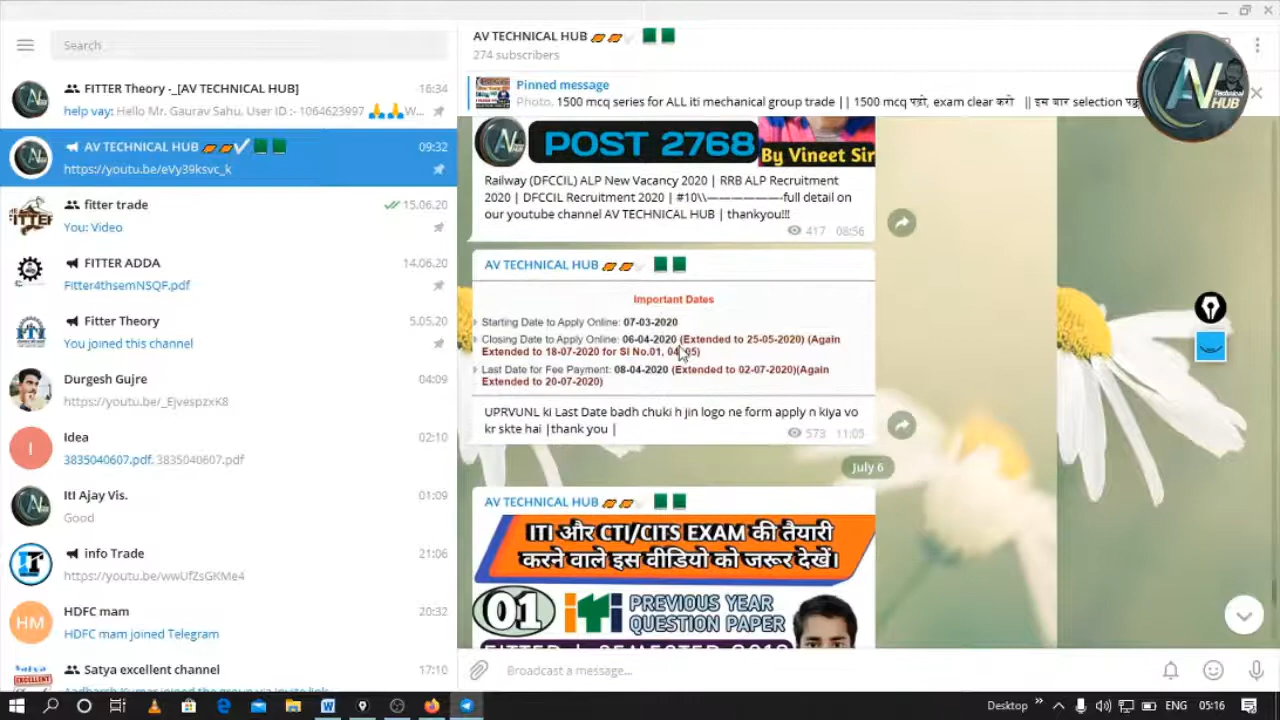 Search
FITTER Theory -_[AV TECHNICAL HUB]
16:34
help vay: Hello Mr. Gaurav Sahu, User ID : -1064623997 🙏🙏W...
AV TECHNICAL HUB
09:32
https://youtu.be/eVy39ksvc_k
fitter trade
15.06.20
You: Video
FITTER ADDA
14.06.20
Fitter4thsemNSQF.pdf
Fitter Theory
5.05.20
You joined this channel
Durgesh Gujre
04:09
https://youtu.be/_EjvespzxK8
Idea
02:10
3835040607.pdf, 3835040607.pdf
Iti Ajay Vis.
01:09
Good
info Trade
21:06
https://youtu.be/wwUfZsGKMe4
HDFC mam
20:32
HDFC mam joined Telegram
Satya excellent channel
17:10
AV TECHNICAL HUB
274 subscribers
Pinned message
Photo, 1500 mcq series for ALL iti mechanical group trade || 1500 mcq पढ़ो, exam clear करो || इस बार selection
AV Technical HUB
POST 2768
By Vineet Sir
Railway (DFCCIL) ALP New Vacancy 2020 | RRB ALP Recruitment
2020 | DFCCIL Recruitment 2020 | #10\\——————-full detail on
our youtube channel AV TECHNICAL HUB | thankyou!!!
417 08:56
AV TECHNICAL HUB
Important Dates
Starting Date to Apply Online: 07-03-2020
Closing Date to Apply Online: 06-04-2020 (Extended to 25-05-2020) (Again
Extended to 18-07-2020 for Sl No.01, 04, 05)
Last Date for Fee Payment: 08-04-2020 (Extended to 02-07-2020)(Again
Extended to 20-07-2020)
UPRVUNL ki Last Date badh chuki h jin logo ne form apply n kiya vo
kr skte hai |thank you |
573 11:05
July 6
AV TECHNICAL HUB
ITI और CTI/CITS EXAM की तैयारी
करने वाले इस वीडियो को जरूर देखें।
01 iti PREVIOUS YEAR
QUESTION PAPER
Broadcast a message...
Desktop
ENG
05:16